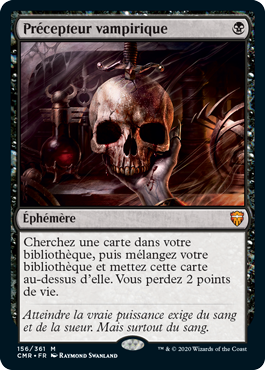 Précepteur vampirique
Éphémère
Cherchez une carte dans votre
bibliothèque, puis mélangez votre
bibliothèque et mettez cette carte
au-dessus d'elle. Vous perdez 2 points
de vie.
Atteindre la vraie puissance exige du sang
et de la sueur. Mais surtout du sang.
156/361 M
CMR • FR Raymond Swanland
™ & © 2020 Wizards of the Coast